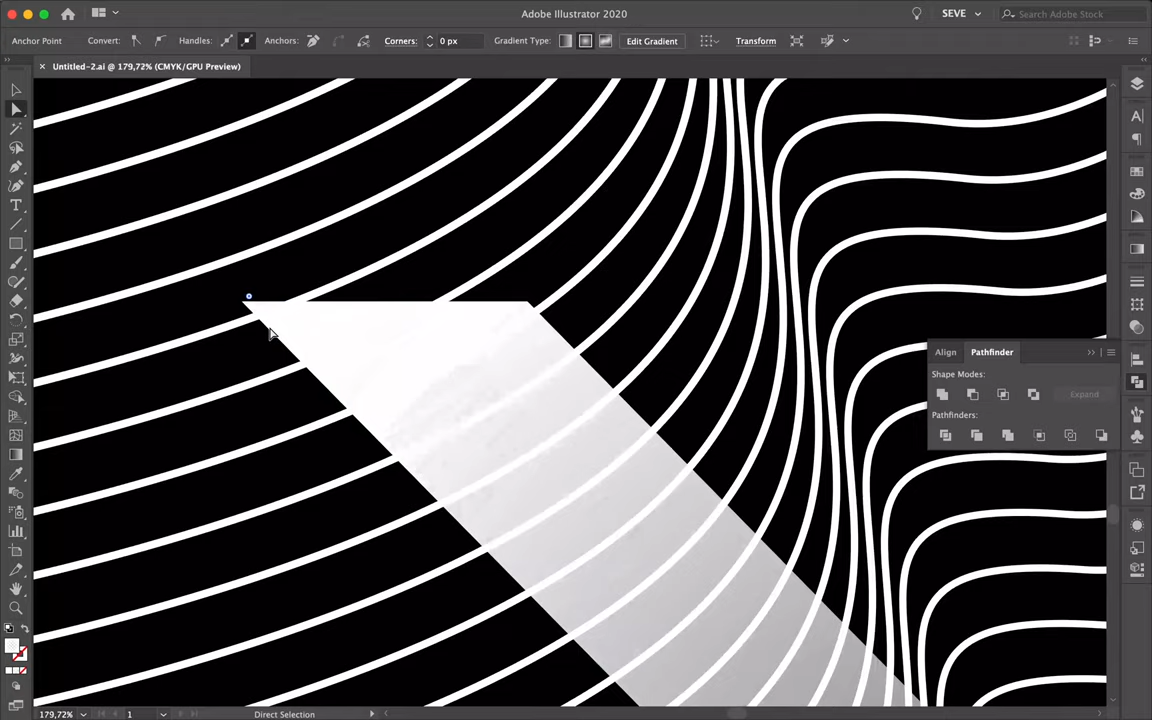 Adobe Illustrator 2020
SEVE
Search Adobe Stock
Anchor Point
Convert:
Handles:
Anchors:
Corners:
0 px
Gradient Type:
Edit Gradient
Transform
Untitled-2.ai @ 179,72% (CMYK/GPU Preview)
Align
Pathfinder
Shape Modes:
Expand
Pathfinders:
179,72%
1
Direct Selection